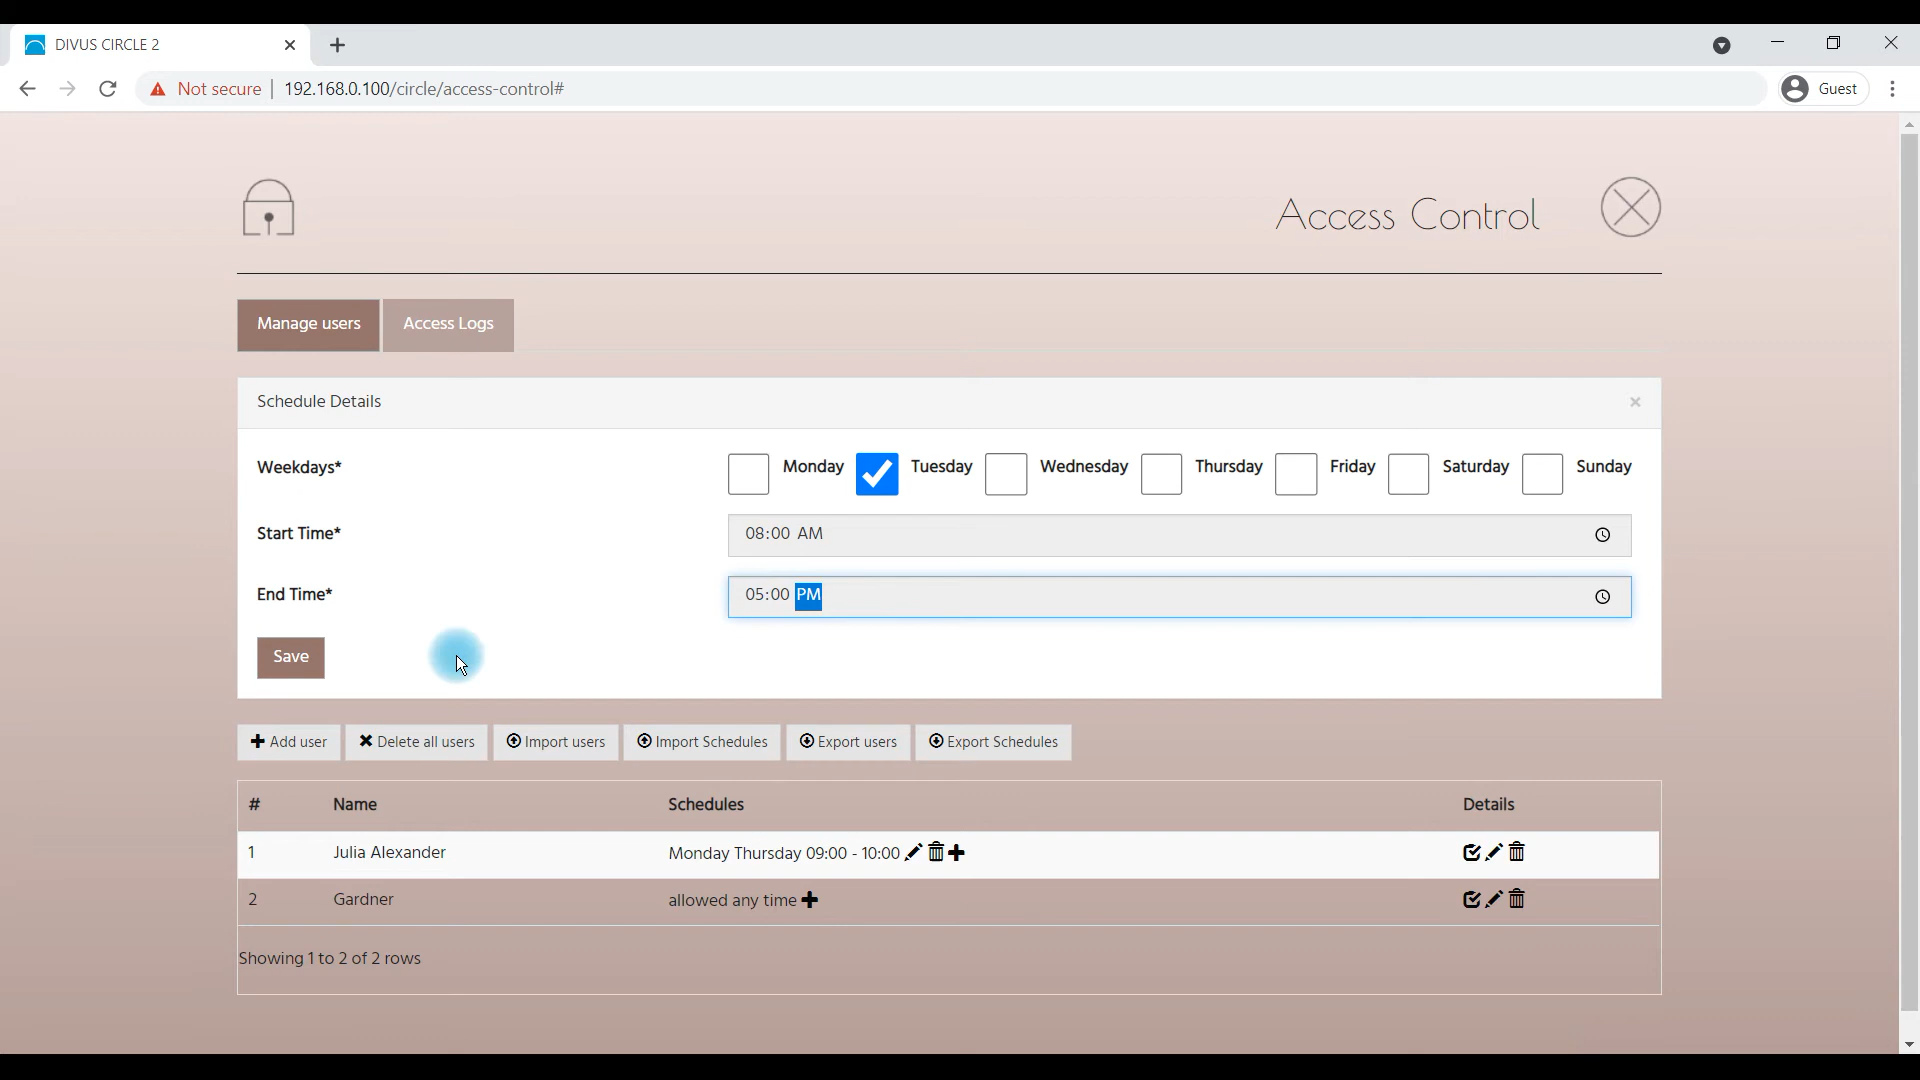 DIVUS CIRCLE 2
Not secure 192.168.0.100/circle/access-control# Guest
Access Control
Manage users Access Logs
Schedule Details
Weekdays* Monday Tuesday Wednesday Thursday Friday Saturday Sunday
Start Time* 08:00 AM
End Time* 05:00 PM
Save
Add user Delete all users Import users Import Schedules Export users Export Schedules
# Name Schedules Details
1 Julia Alexander Monday Thursday 09:00 - 10:00
2 Gardner allowed any time
Showing 1 to 2 of 2 rows